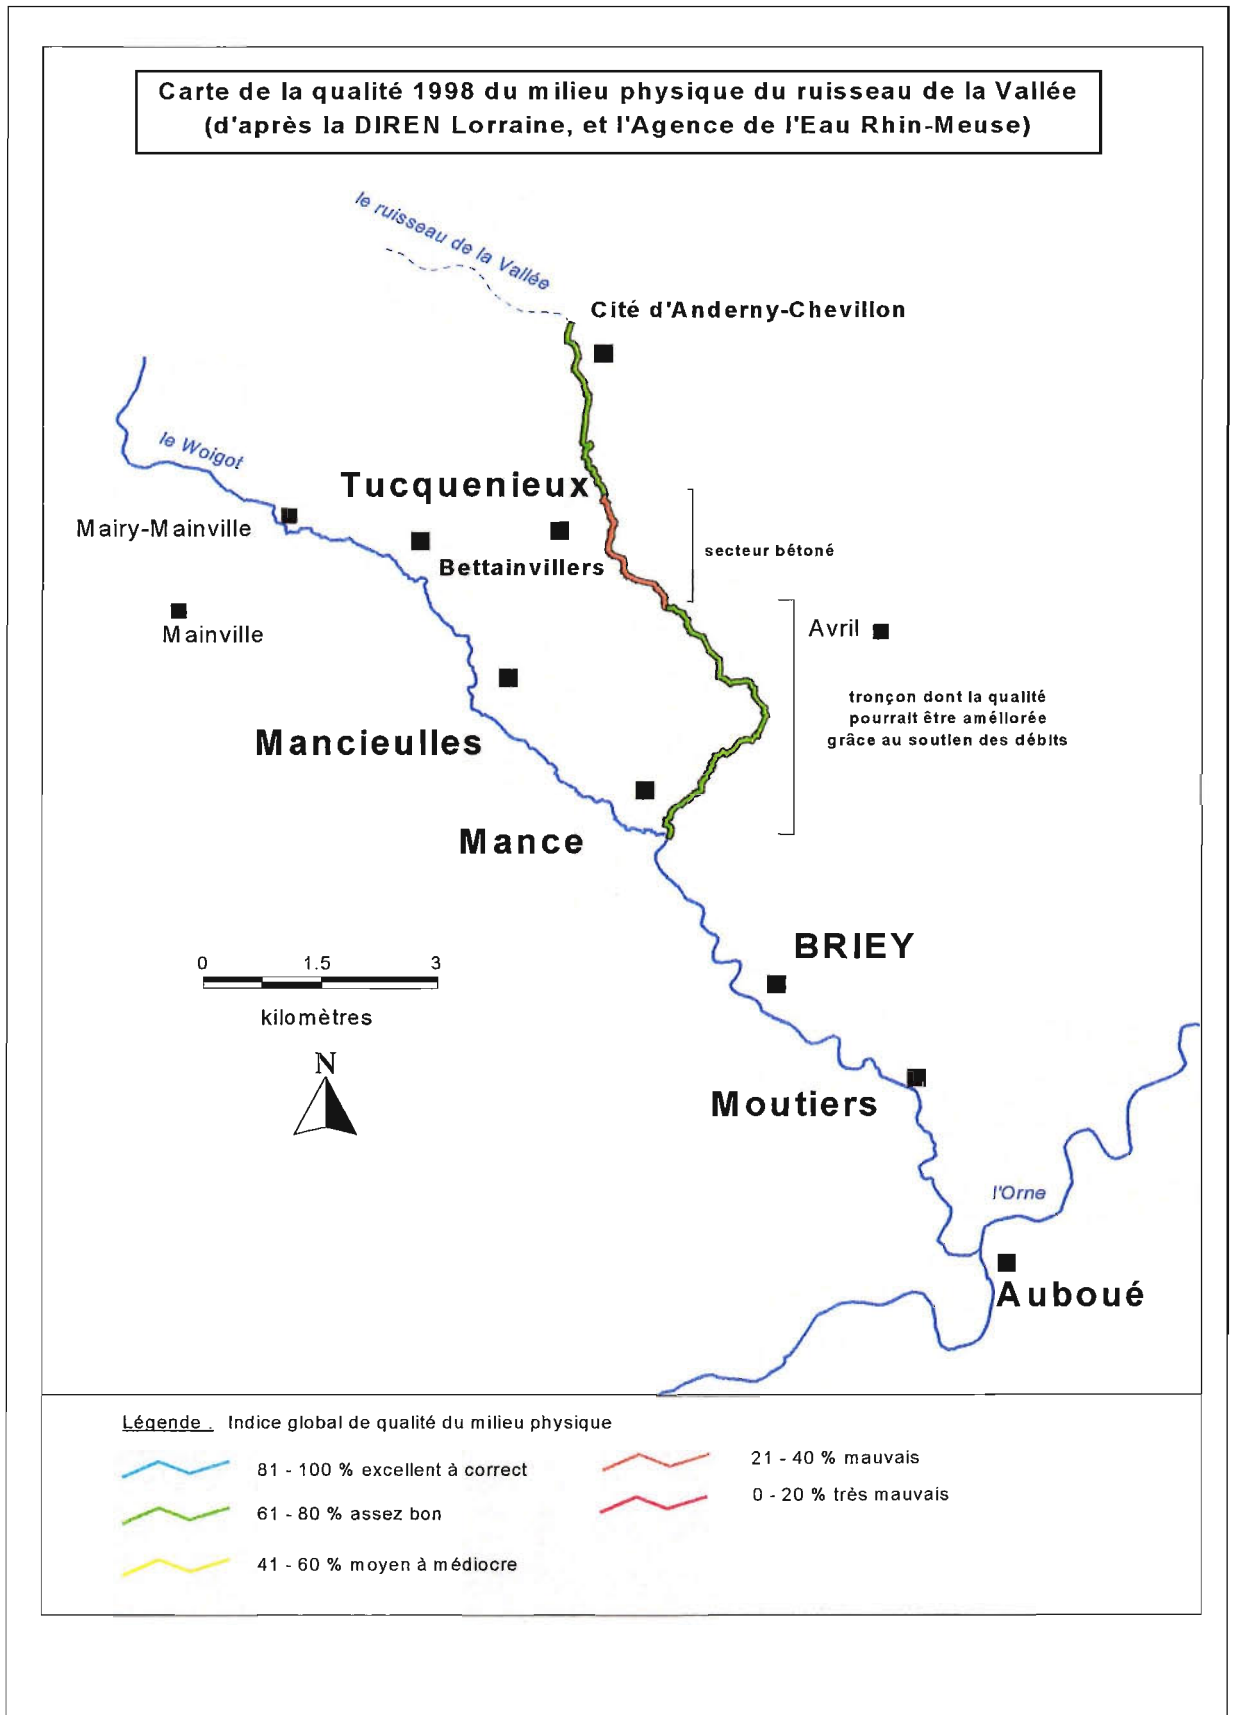 Carte de la qualité 1998 du milieu physique du ruisseau de la Vallée
(d'après la DIREN Lorraine, et l'Agence de l'Eau Rhin-Meuse)
le ruisseau de la Vallée
Cité d'Anderny-Chevillon
le Woigot
Tucquenieux
Mairy-Mainville
secteur bétoné
Bettainvillers
Mainville
Avril
tronçon dont la qualité
pourrait être améliorée
grâce au soutien des débits
Mancieulles
Mance
BRIEY
0 1.5 3
kilomètres
N
Moutiers
l'Orne
Auboué
Légende . Indice global de qualité du milieu physique
81 - 100 % excellent à correct
61 - 80 % assez bon
41 - 60 % moyen à médiocre
21 - 40 % mauvais
0 - 20 % très mauvais